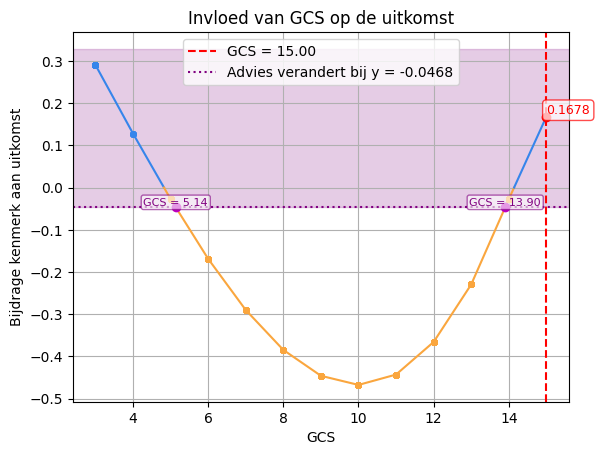 Invloed van GCS op de uitkomst
GCS = 15.00
Advies verandert bij y = -0.0468
Bijdrage kenmerk aan uitkomst
0.3
0.2
0.1
0.0
−0.1
−0.2
−0.3
−0.4
−0.5
0.1678
GCS = 5.14
GCS = 13.90
4
6
8
10
12
14
GCS